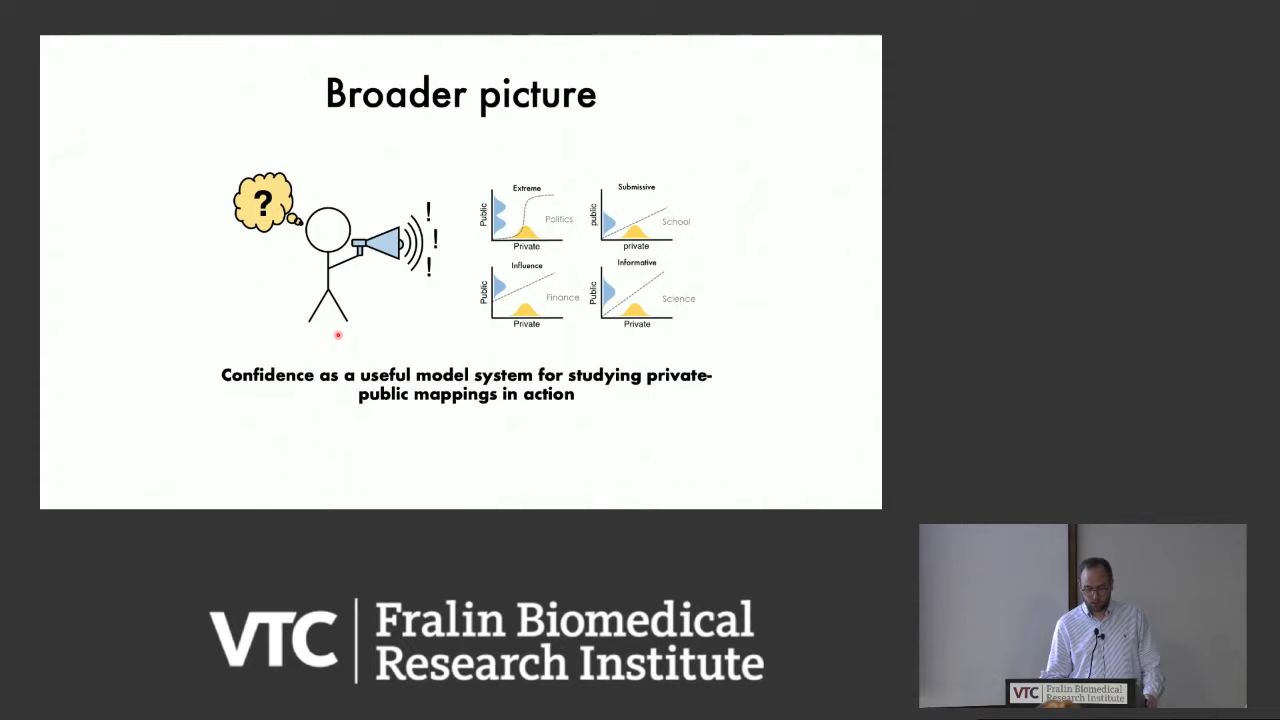 Broader picture
?
!
!
!
Extreme
Public
Politics
Private
Submissive
public
School
private
Influence
Public
Finance
Private
Informative
Public
Science
Private
Confidence as a useful model system for studying private-
public mappings in action
VTC
Fralin Biomedical
Research Institute
VTC
Fralin Biomedical
Research Institute